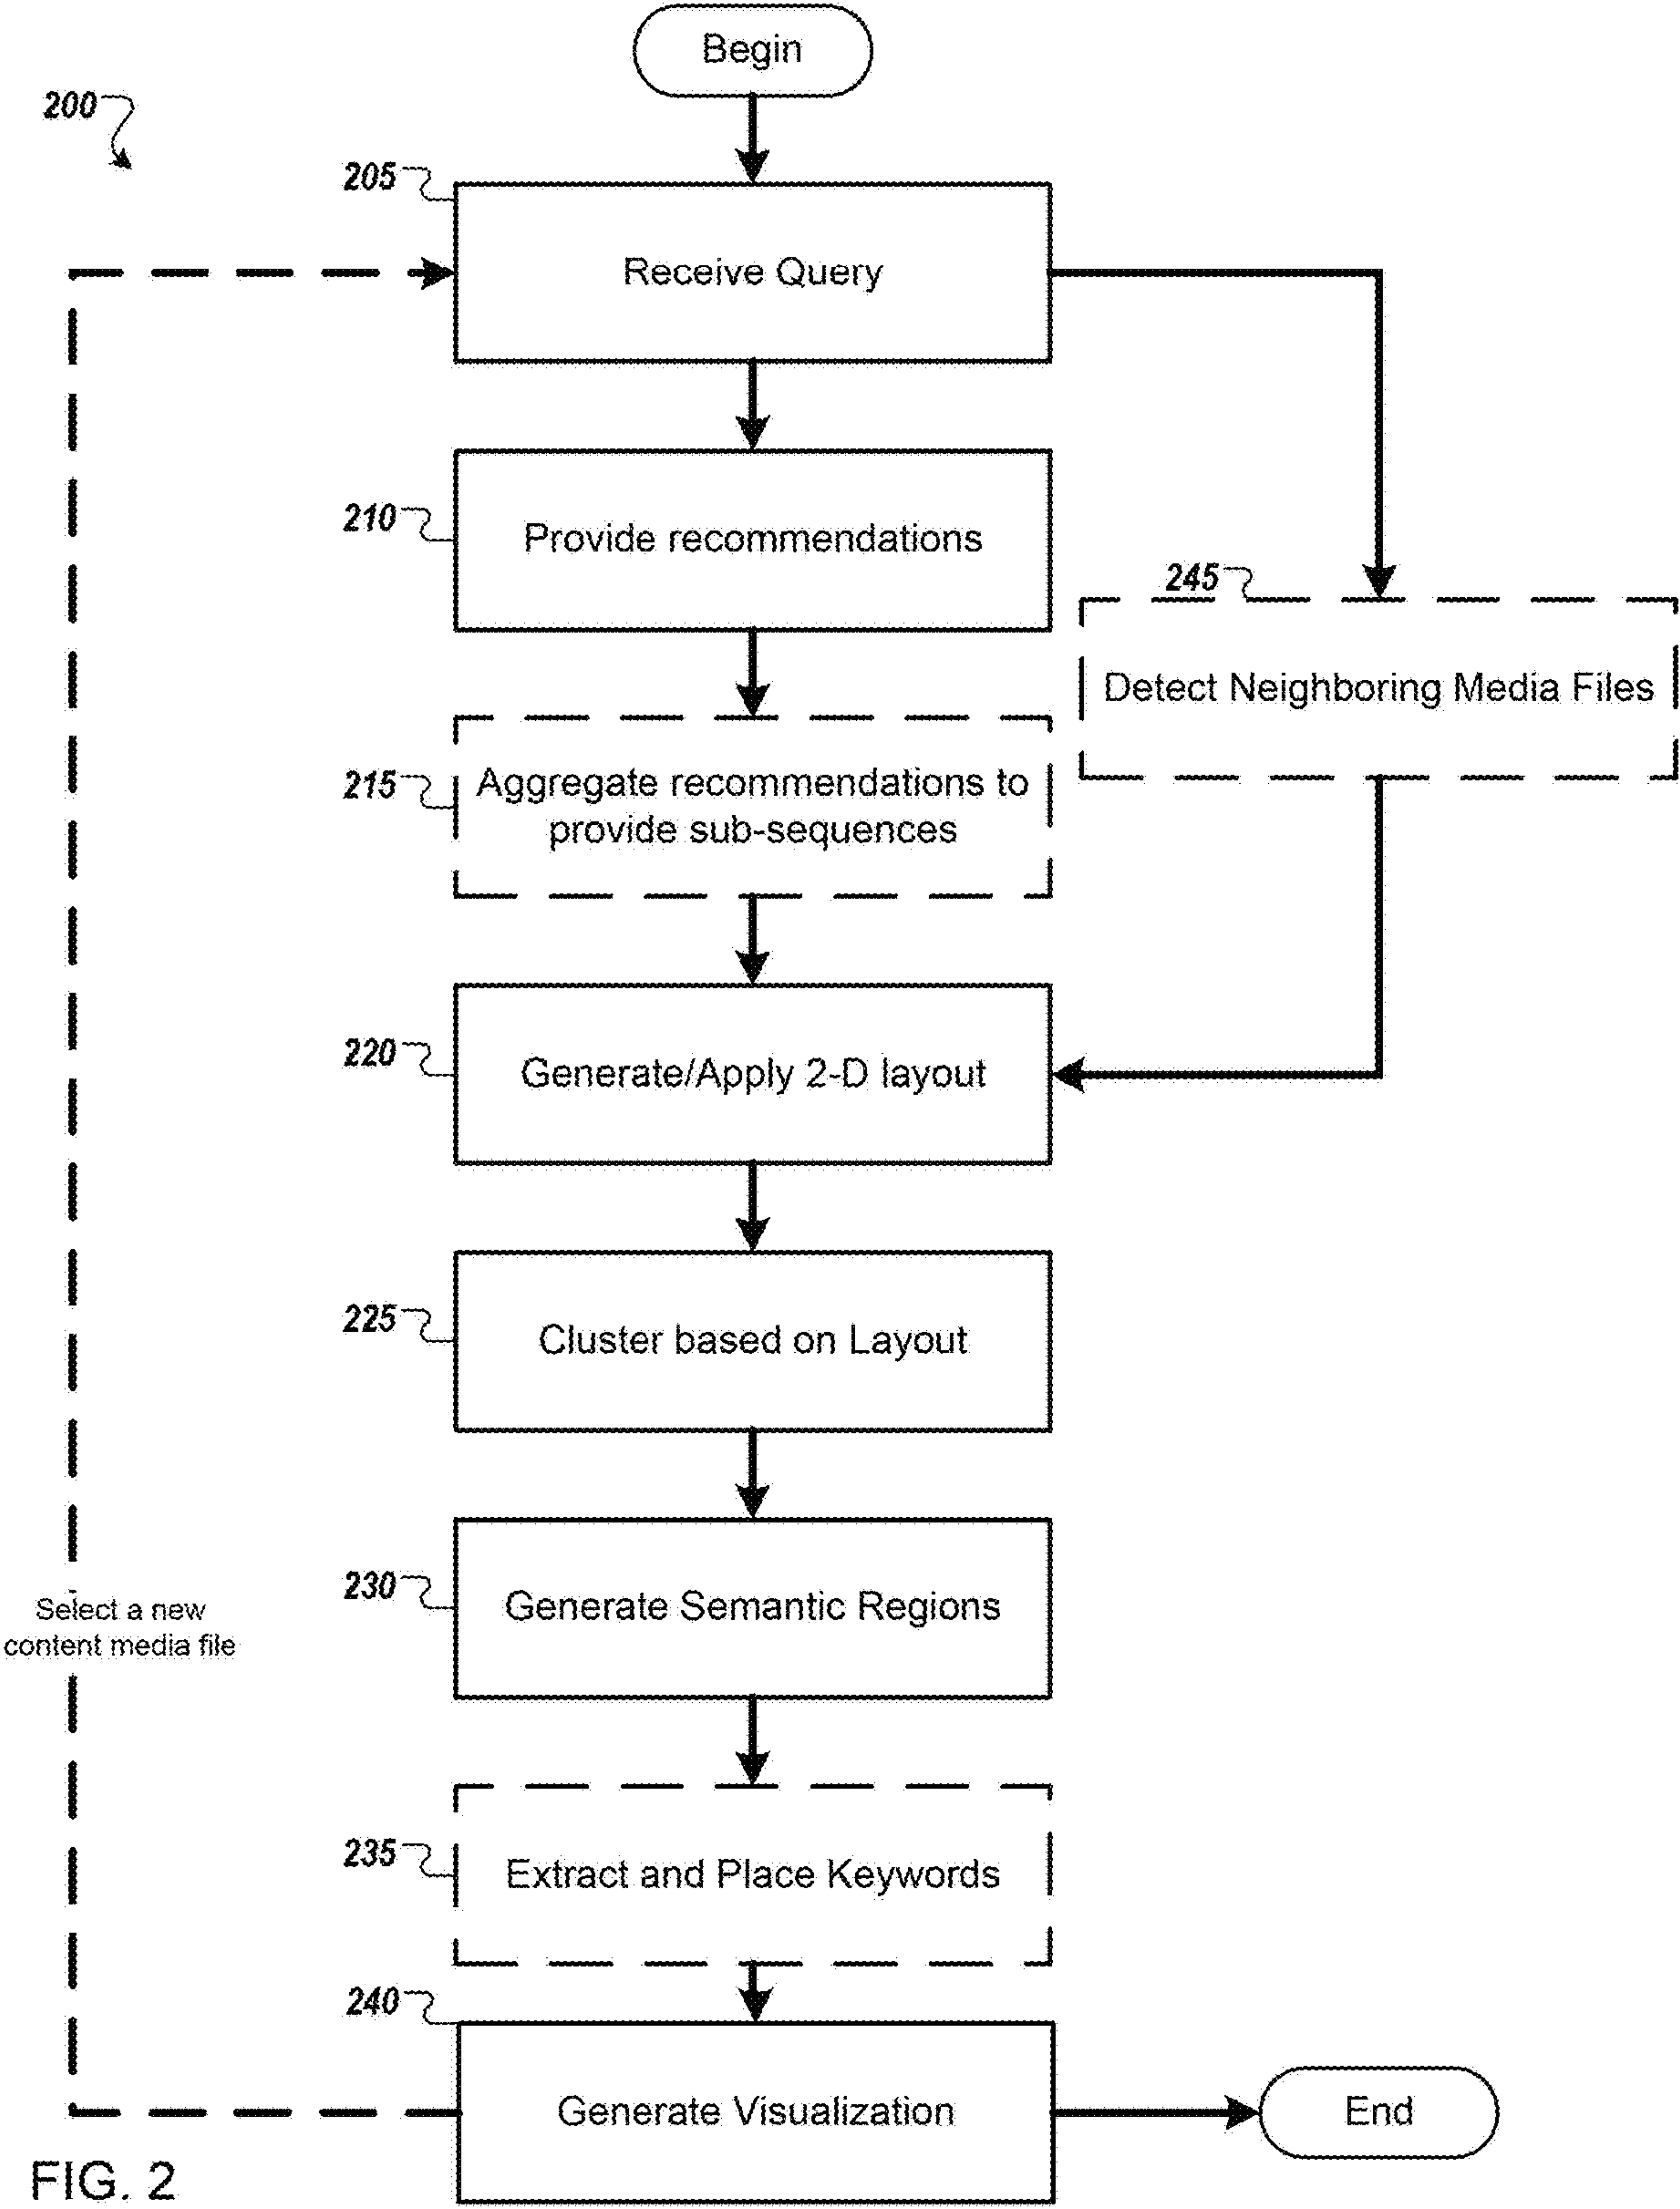 Begin
200
205
Receive Query
210
Provide recommendations
245
Detect Neighboring Media Files
215
Aggregate recommendations to
provide sub-sequences
220
Generate/Apply 2-D layout
225
Cluster based on Layout
230
Generate Semantic Regions
Select a new
content media file
235
Extract and Place Keywords
240
Generate Visualization
End
FIG. 2